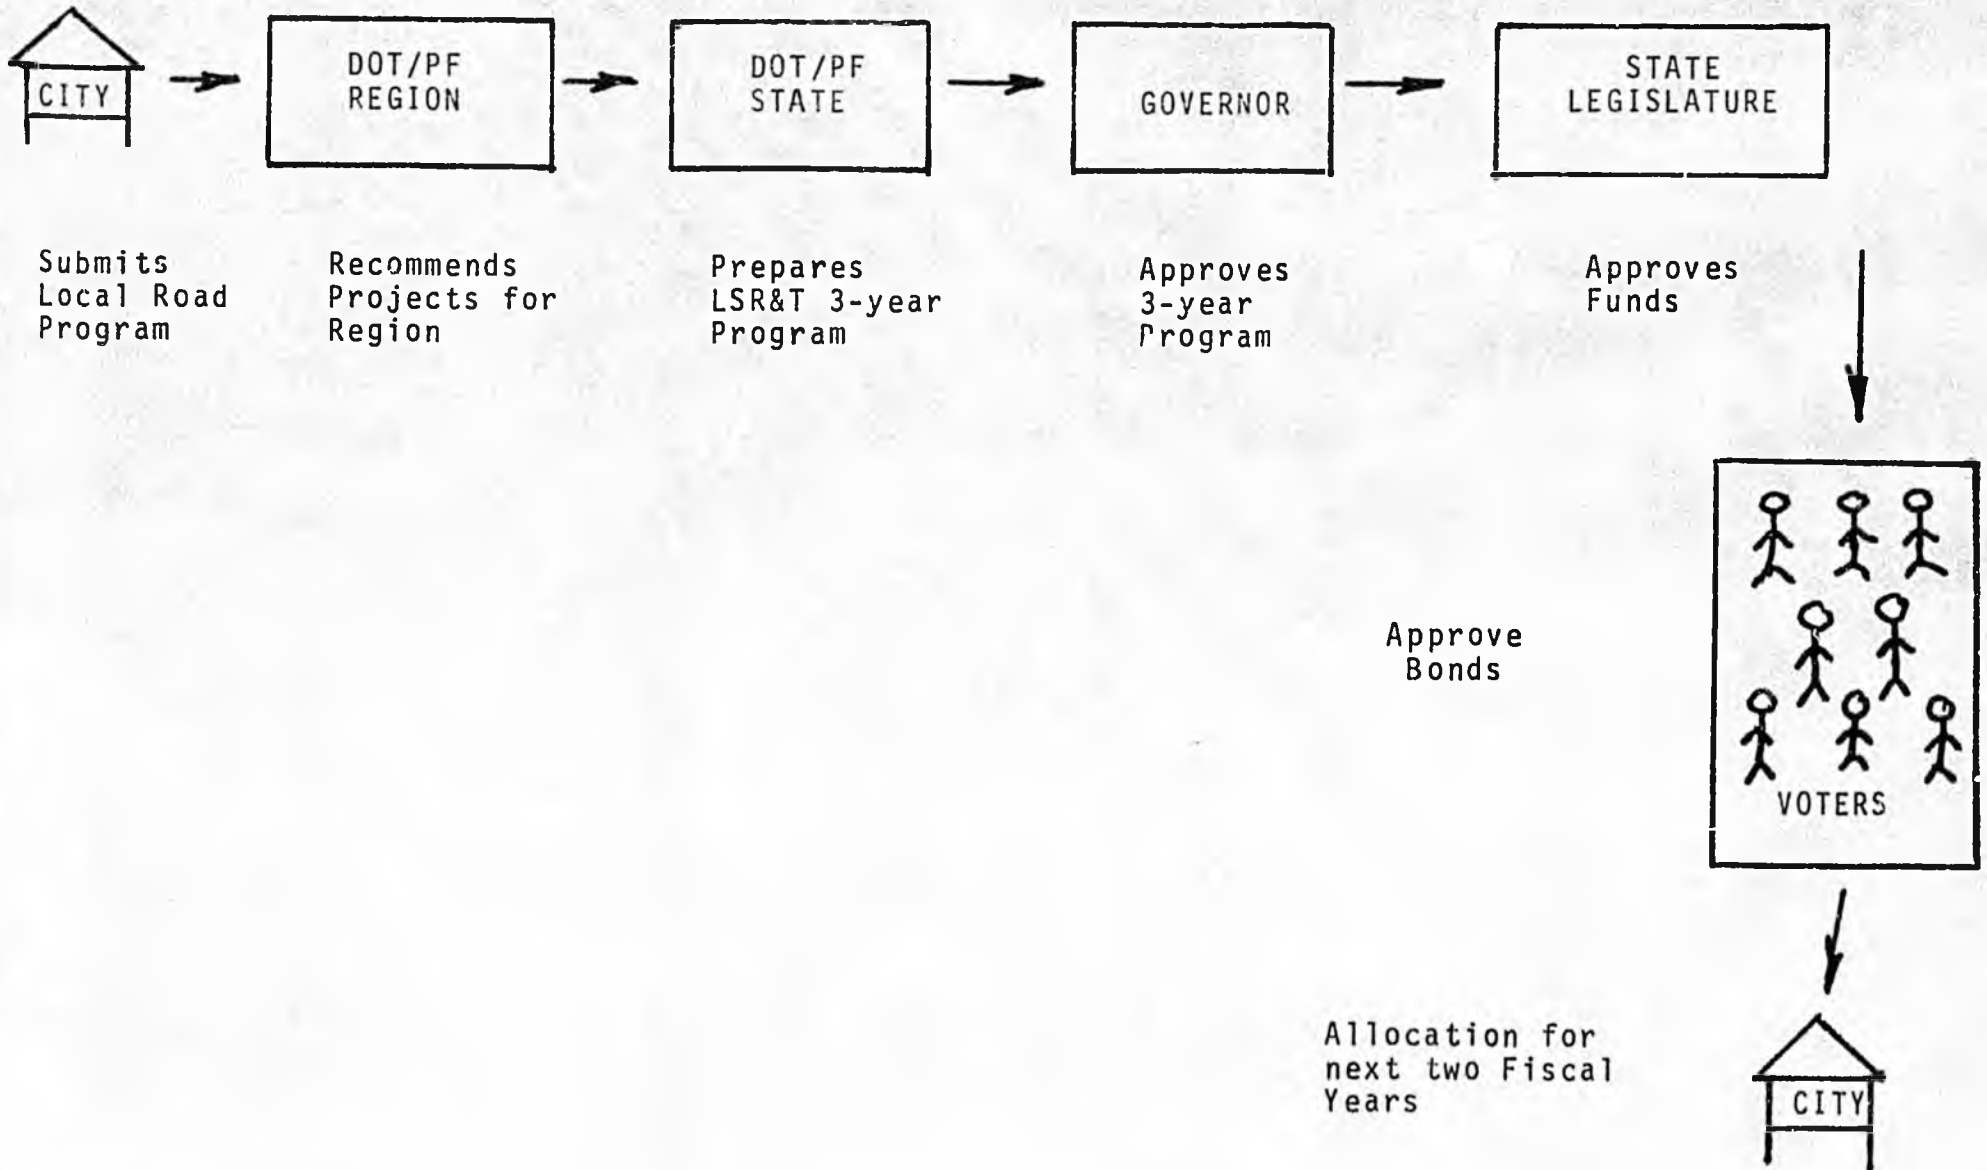 CITY
DOT/PF
REGION
DOT/PF
STATE
GOVERNOR
STATE
LEGISLATURE
Submits
Local Road
Program
Recommends
Projects for
Region
Prepares
LSR&T 3-year
Program
Approves
3-year
Program
Approves
Funds
Approve
Bonds
VOTERS
Allocation for
next two Fiscal
Years
CITY